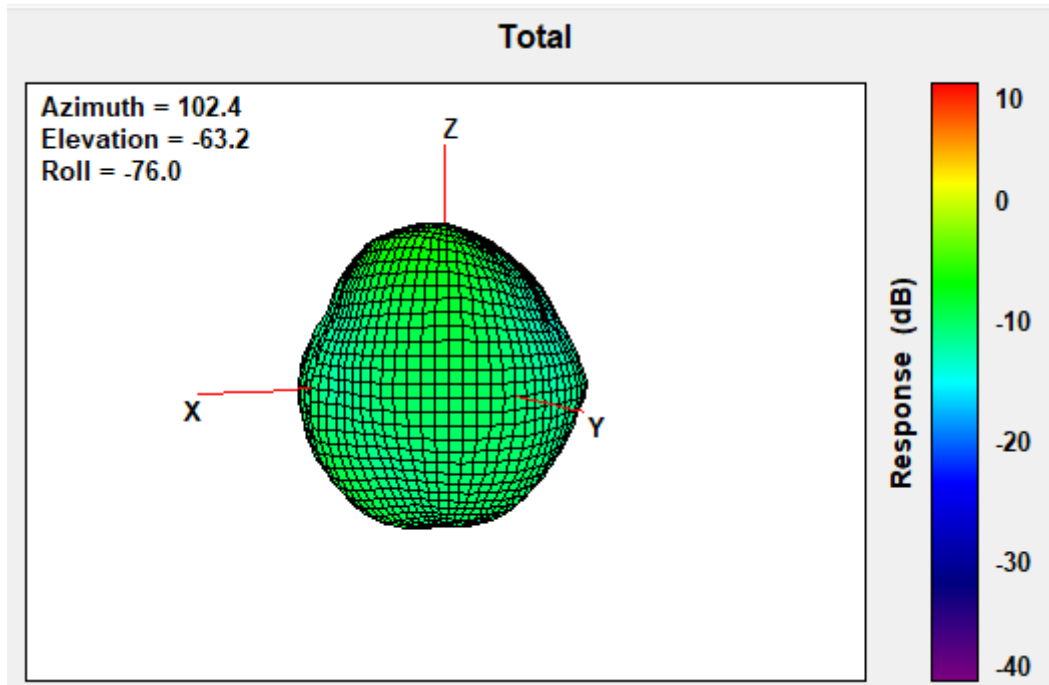 Total
Azimuth = 102.4
Elevation = -63.2
Roll = -76.0
Z
X
Y
10
0
-10
-20
-30
-40
Response (dB)